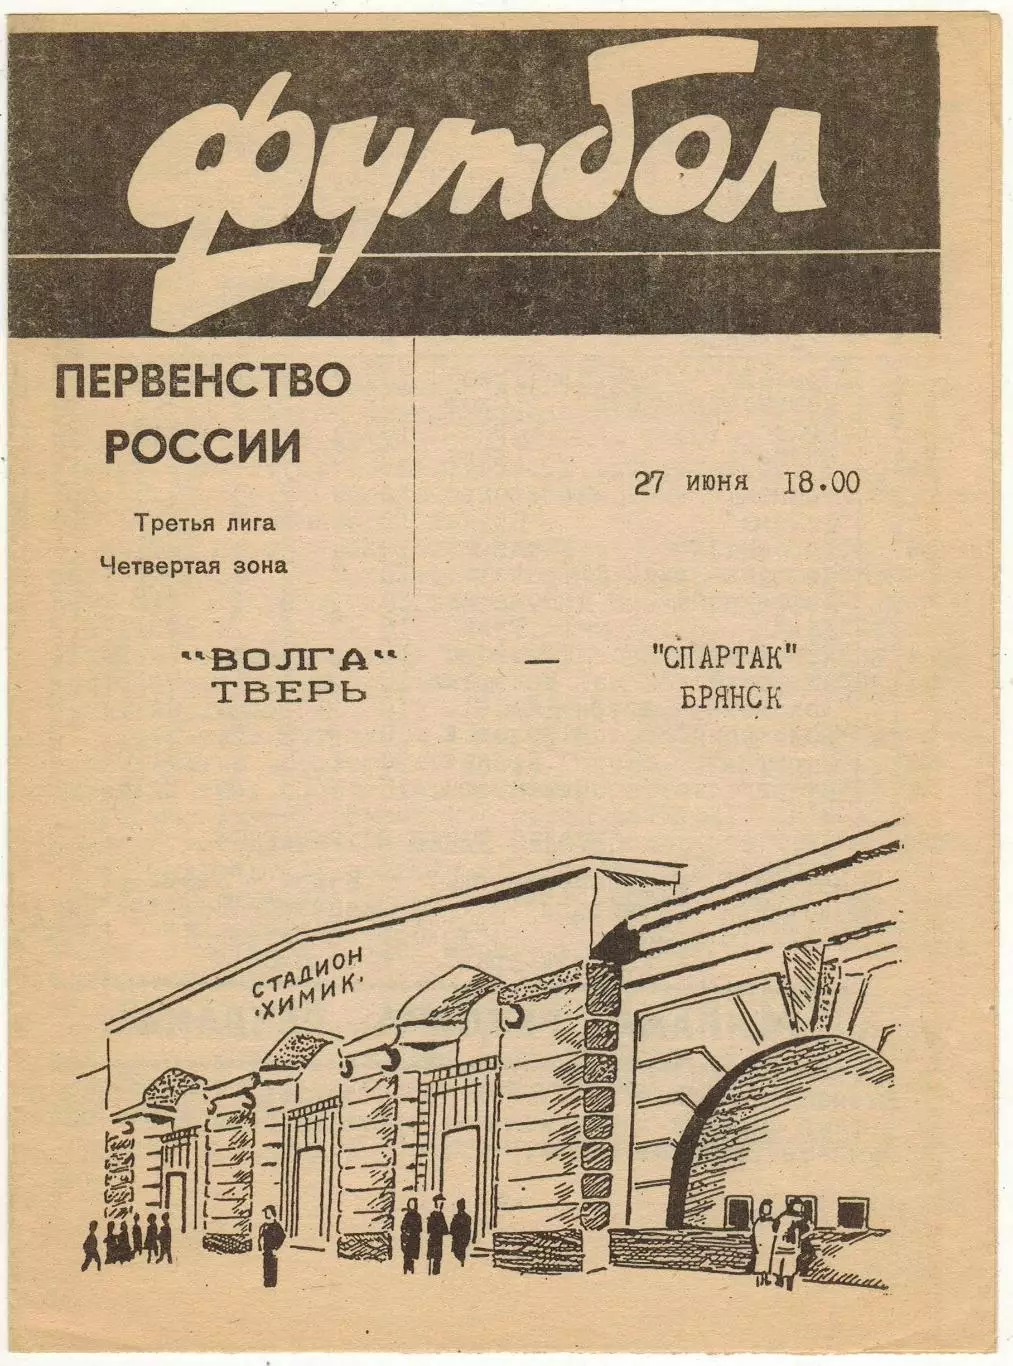 футбол
ПЕРВЕНСТВО
РОССИИ
Третья лига
Четвертая зона
27 июня 18.00
"ВОЛГА" — "СПАРТАК"
ТВЕРЬ БРЯНСК
СТАДИОН
"ХИМИК"